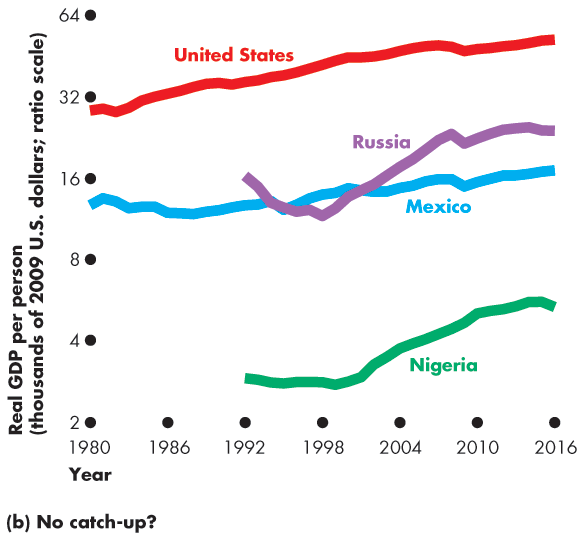 Real GDP per person
(thousands of 2009 U.S. dollars; ratio scale)
64
32
16
8
4
2
United States
Russia
Mexico
Nigeria
1980 1986 1992 1998 2004 2010 2016
Year
(b) No catch-up?